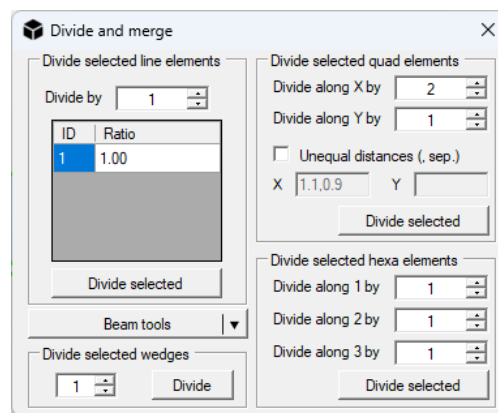 Divide and merge
Divide selected line elements
Divide by 1
ID Ratio
1 1.00
Divide selected
Beam tools
Divide selected wedges
1 Divide
Divide selected quad elements
Divide along X by 2
Divide along Y by 1
Unequal distances (, sep.)
X 1.1,0.9 Y
Divide selected
Divide selected hexa elements
Divide along 1 by 1
Divide along 2 by 1
Divide along 3 by 1
Divide selected